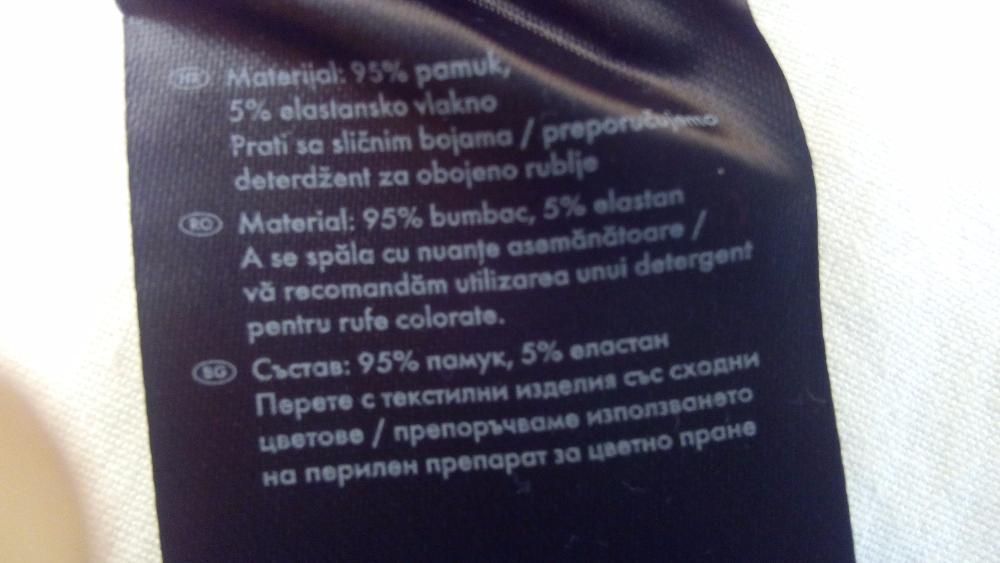 HR Materijal: 95% pamuk,
5% elastansko vlakno
Prati sa sličnim bojama / preporučujemo
deterdžent za obojeno rublje
RO Material: 95% bumbac, 5% elastan
A se spăla cu nuanțe asemănătoare /
vă recomandăm utilizarea unui detergent
pentru rufe colorate.
BG Състав: 95% памук, 5% еластан
Перете с текстилни изделия със сходни
цветове / препоръчваме използването
на перилен препарат за цветно пране